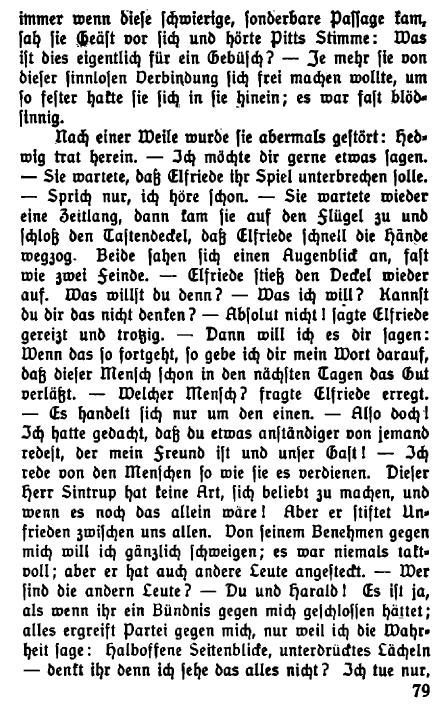 immer wenn diese schwierige, sonderbare Passage kam,
sah sie Geäst vor sich und hörte Pitts Stimme: Was
ist dies eigentlich für ein Gebüsch? — Je mehr sie von
dieser sinnlosen Verbindung sich frei machen wollte, um
so fester hakte sie sich in sie hinein; es war fast blöd-
sinnig.
Nach einer Weile wurde sie abermals gestört: Hed-
wig trat herein. — Ich möchte dir gerne etwas sagen.
— Sie wartete, daß Elfriede ihr Spiel unterbrechen solle.
— Sprich nur, ich höre schon. — Sie wartete wieder
eine Zeitlang, dann kam sie auf den Flügel zu und
schloß den Tastendeckel, daß Elfriede schnell die Hände
wegzog. Beide sahen sich einen Augenblick an, fast
wie zwei Feinde. — Elfriede stieß den Deckel wieder
auf. Was willst du denn? — Was ich will? Kannst
du dir das nicht denken? — Absolut nicht! sagte Elfriede
gereizt und trotzig. — Dann will ich es dir sagen:
Wenn das so fortgeht, so gebe ich dir mein Wort darauf,
daß dieser Mensch schon in den nächsten Tagen das Gut
verläßt. — Welcher Mensch? fragte Elfriede erregt.
— Es handelt sich nur um den einen. — Also doch!
Ich hatte gedacht, daß du etwas anständiger von jemand
redest, der mein Freund ist und unser Gast! — Ich
rede von den Menschen so wie sie es verdienen. Dieser
Herr Sintrup hat keine Art, sich beliebt zu machen, und
wenn es noch das allein wäre! Aber er stiftet Un-
frieden zwischen uns allen. Von seinem Benehmen gegen
mich will ich gänzlich schweigen; es war niemals takt-
voll; aber er hat auch andere Leute angesteckt. — Wer
sind die andern Leute? — Du und Harald! Es ist ja,
als wenn ihr ein Bündnis gegen mich geschlossen hättet;
alles ergreift Partei gegen mich, nur weil ich die Wahr-
heit sage: Halboffene Seitenblicke, unterdrücktes Lächeln
— denkt ihr denn ich sehe das alles nicht? Ich tue nur,
79